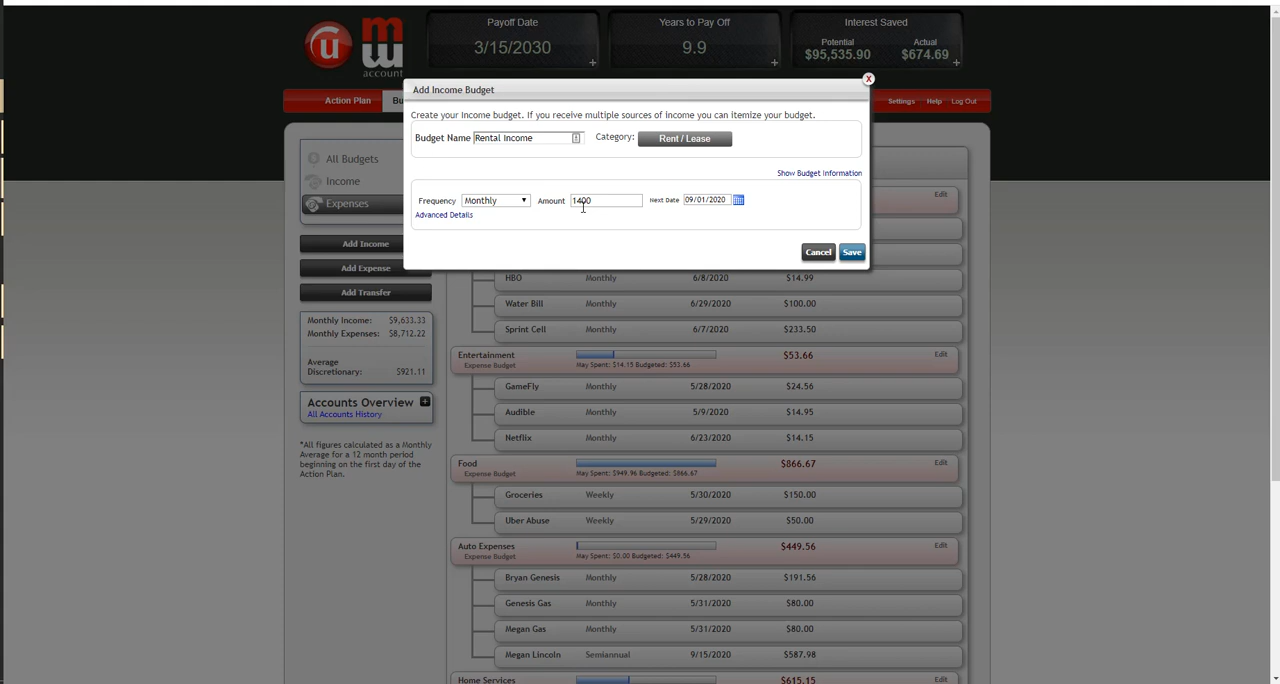 Payoff Date
3/15/2030
+
Years to Pay Off
9.9
+
Interest Saved
Potential Actual
$95,535.90 $674.69 +
u
mw
account
Action Plan Bu Settings Help Log Out
X
Add Income Budget
Create your Income budget. If you receive multiple sources of income you can itemize your budget.
Budget Name Rental Income Category: Rent / Lease
Show Budget Information
Frequency Monthly Amount 1400 Next Date 09/01/2020
Advanced Details
Cancel Save
All Budgets
Income
Expenses
Add Income
Add Expense
Add Transfer
Monthly Income: $9,633.33
Monthly Expenses: $8,712.22
Average
Discretionary: $921.11
Accounts Overview +
All Accounts History
*All figures calculated as a Monthly
Average for a 12 month period
beginning on the first day of the
Action Plan.
Edit
HBO Monthly 6/8/2020 $14.99
Water Bill Monthly 6/29/2020 $100.00
Sprint Cell Monthly 6/7/2020 $233.50
Entertainment $53.66 Edit
Expense Budget May Spent: $14.15 Budgeted: $53.66
GameFly Monthly 5/28/2020 $24.56
Audible Monthly 5/9/2020 $14.95
Netflix Monthly 6/23/2020 $14.15
Food $866.67 Edit
Expense Budget May Spent: $949.96 Budgeted: $866.67
Groceries Weekly 5/30/2020 $150.00
Uber Abuse Weekly 5/29/2020 $50.00
Auto Expenses $449.56 Edit
Expense Budget May Spent: $0.00 Budgeted: $449.56
Bryan Genesis Monthly 5/28/2020 $191.56
Genesis Gas Monthly 5/31/2020 $80.00
Megan Gas Monthly 5/31/2020 $80.00
Megan Lincoln Semiannual 9/15/2020 $587.98
Home Services $615.15 Edit